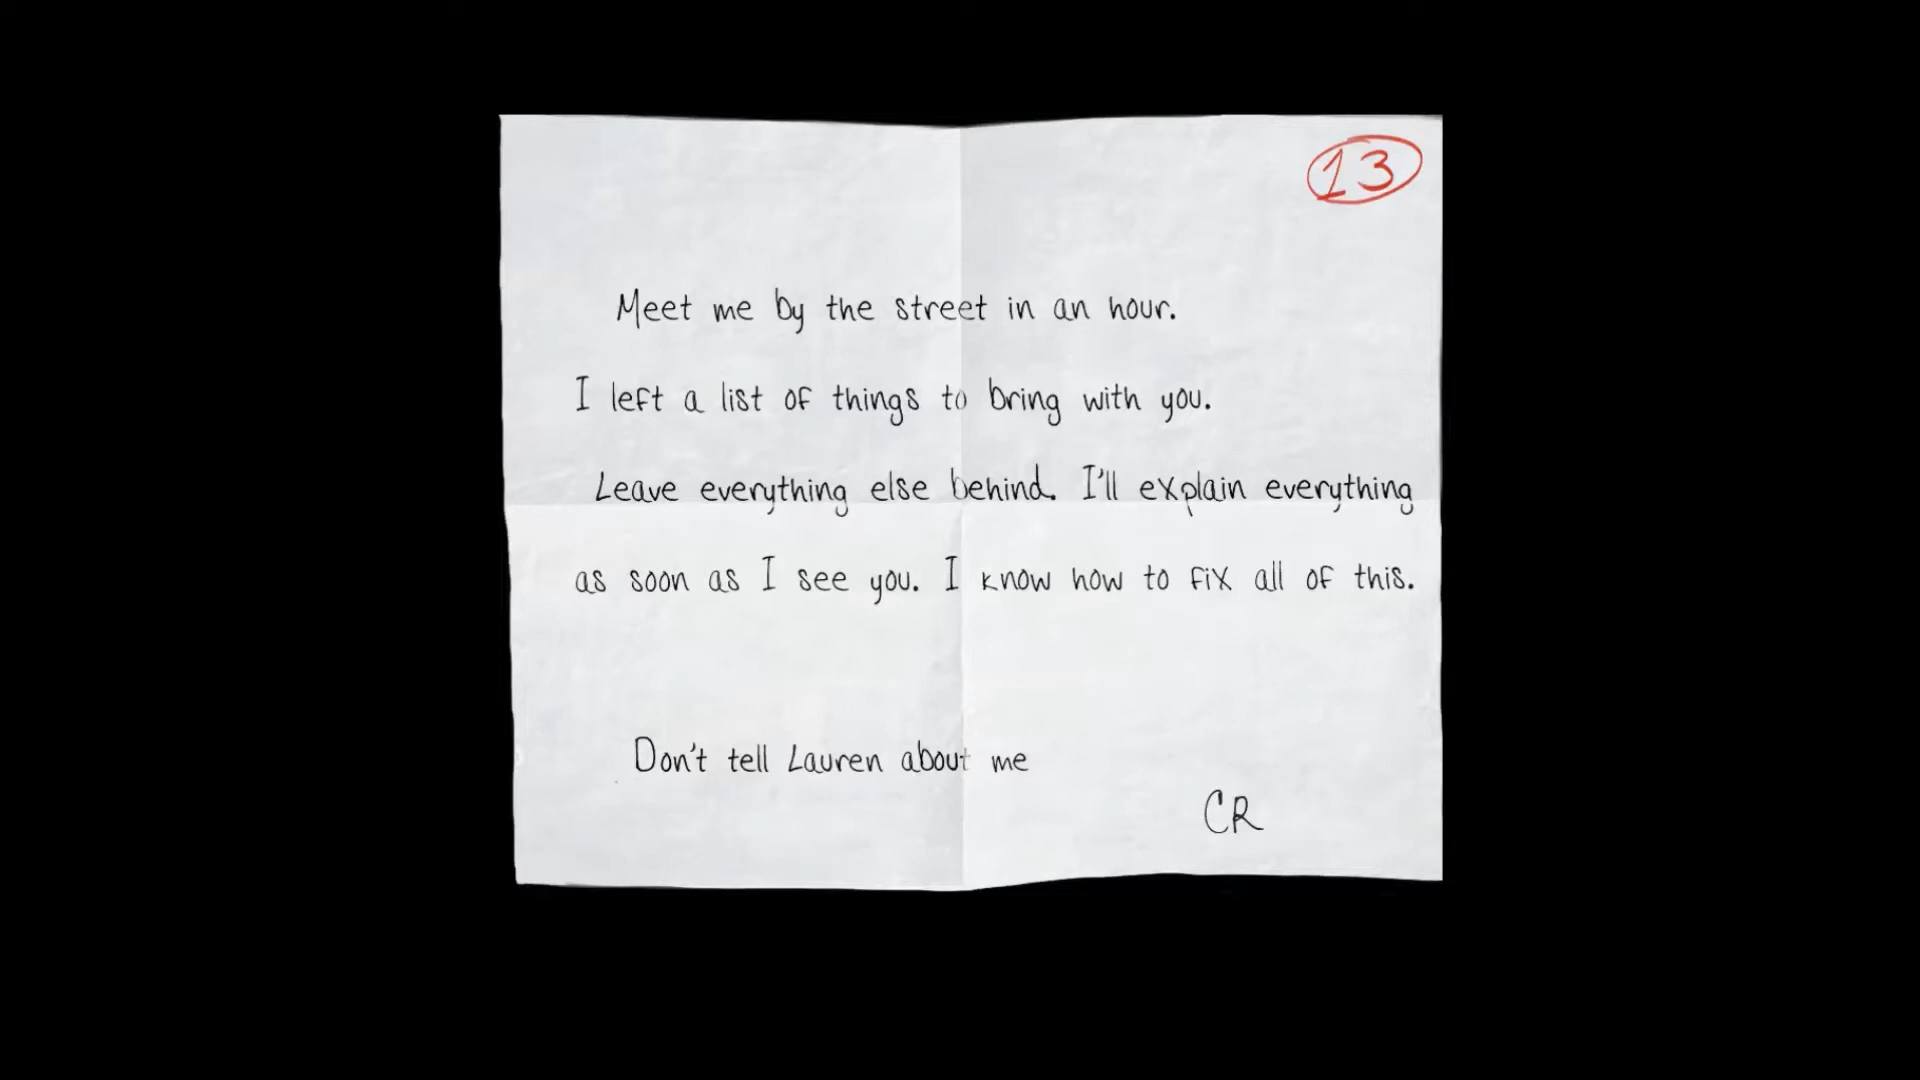 13
Meet me by the street in an hour.
I left a list of things to bring with you.
Leave everything else behind. I'll explain everything
as soon as I see you. I know how to fix all of this.
Don't tell Lauren about me
CR